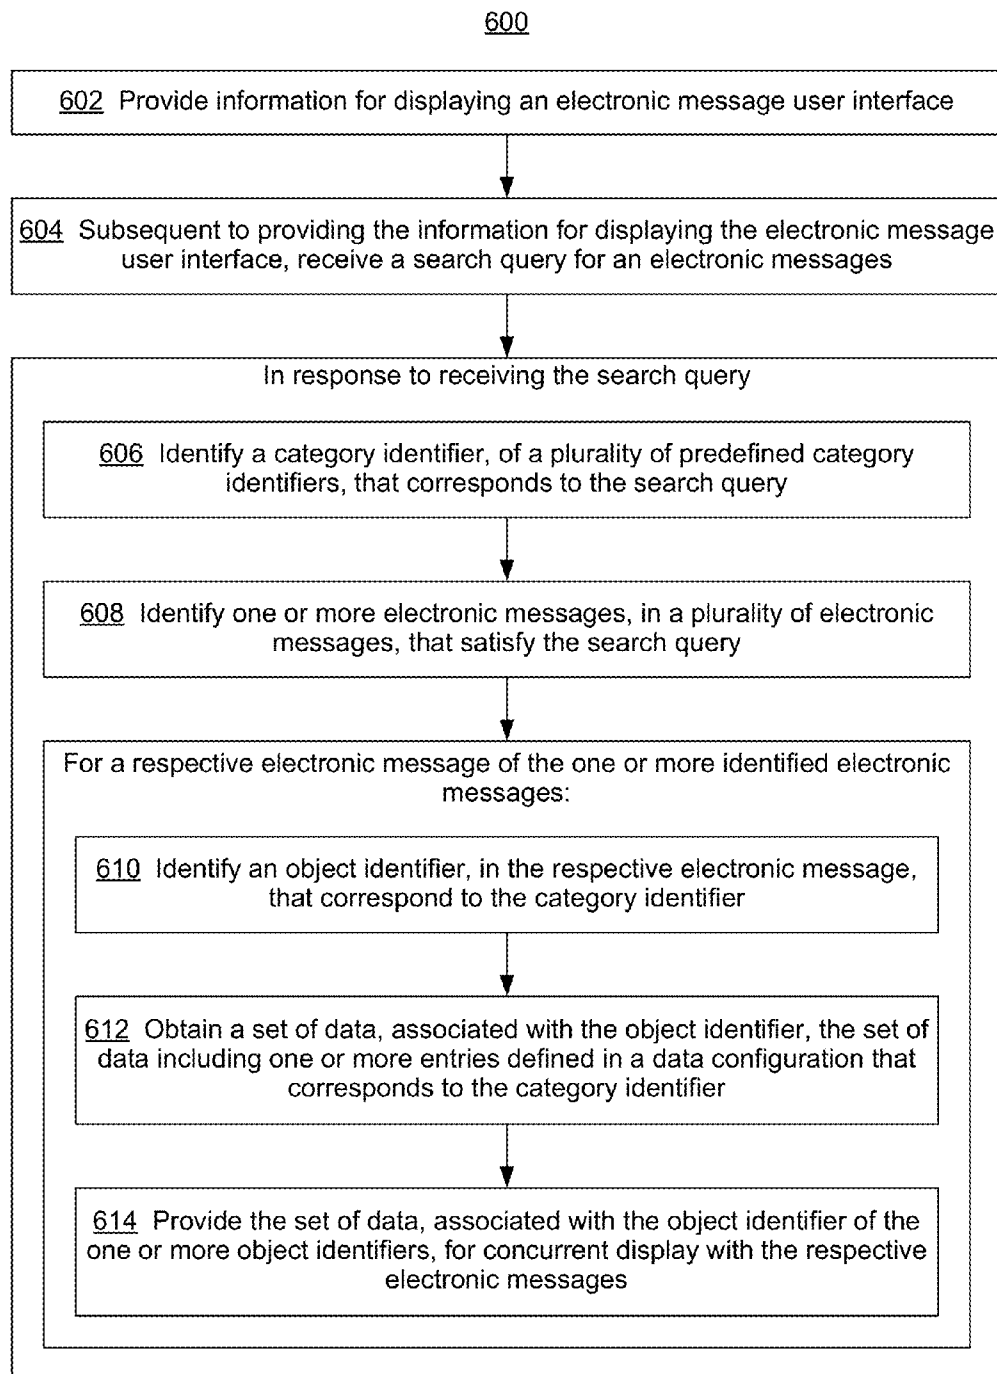 600
602 Provide information for displaying an electronic message user interface
604 Subsequent to providing the information for displaying the electronic message
user interface, receive a search query for an electronic messages
In response to receiving the search query
606 Identify a category identifier, of a plurality of predefined category
identifiers, that corresponds to the search query
608 Identify one or more electronic messages, in a plurality of electronic
messages, that satisfy the search query
For a respective electronic message of the one or more identified electronic
messages:
610 Identify an object identifier, in the respective electronic message,
that correspond to the category identifier
612 Obtain a set of data, associated with the object identifier, the set of
data including one or more entries defined in a data configuration that
corresponds to the category identifier
614 Provide the set of data, associated with the object identifier of the
one or more object identifiers, for concurrent display with the respective
electronic messages